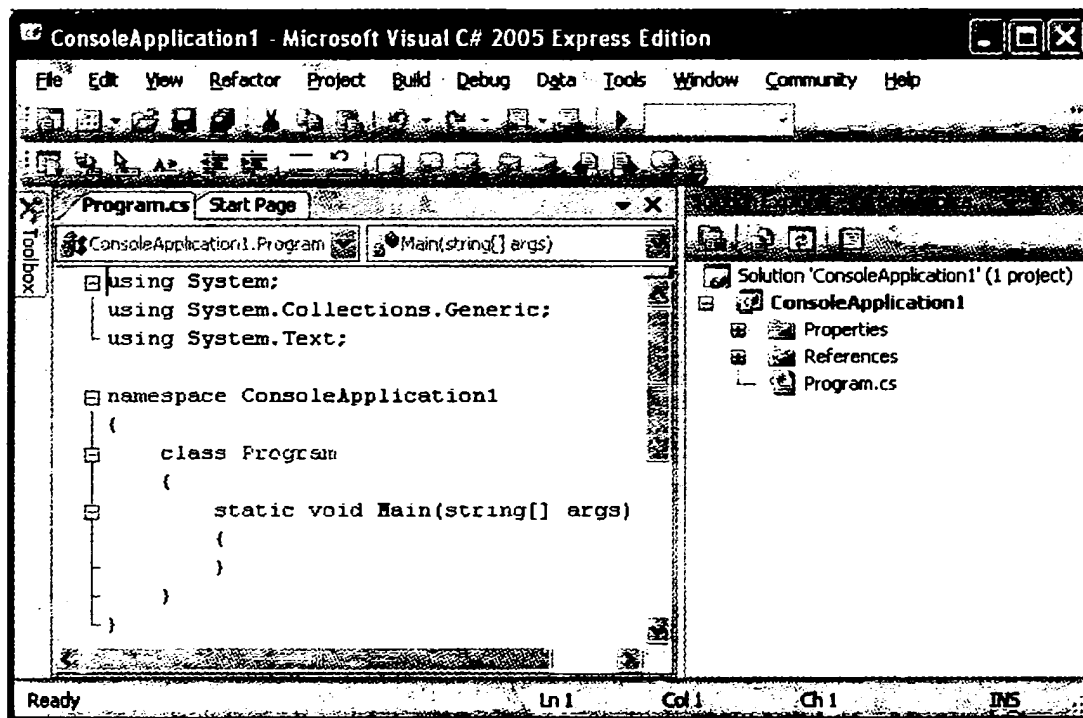 ConsoleApplication1 - Microsoft Visual C# 2005 Express Edition
File Edit View Refactor Project Build Debug Data Tools Window Community Help
Toolbox
Program.cs Start Page
ConsoleApplication1.Program Main(string[] args)
using System;
using System.Collections.Generic;
using System.Text;
namespace ConsoleApplication1
{
class Program
{
static void Main(string[] args)
{
}
}
}
Solution 'ConsoleApplication1' (1 project)
ConsoleApplication1
Properties
References
Program.cs
Ready Ln 1 Col 1 Ch 1 INS